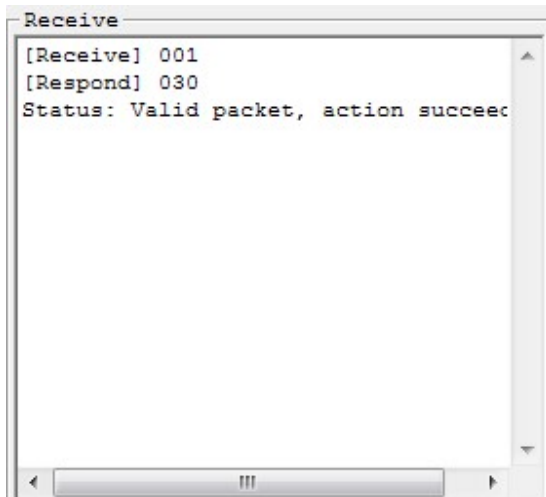 Receive
[Receive] 001
[Respond] 030
Status: Valid packet, action